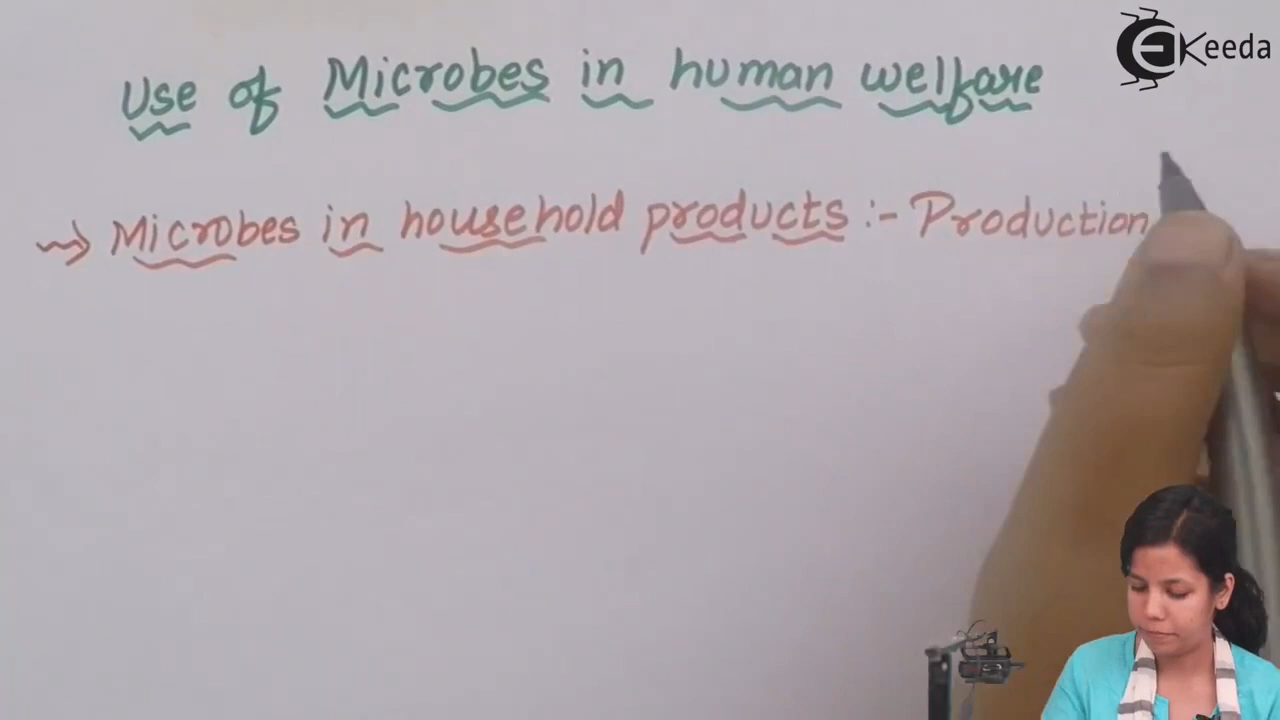 Keeda
Use of Microbes in human welfare
Microbes in household products :- Production